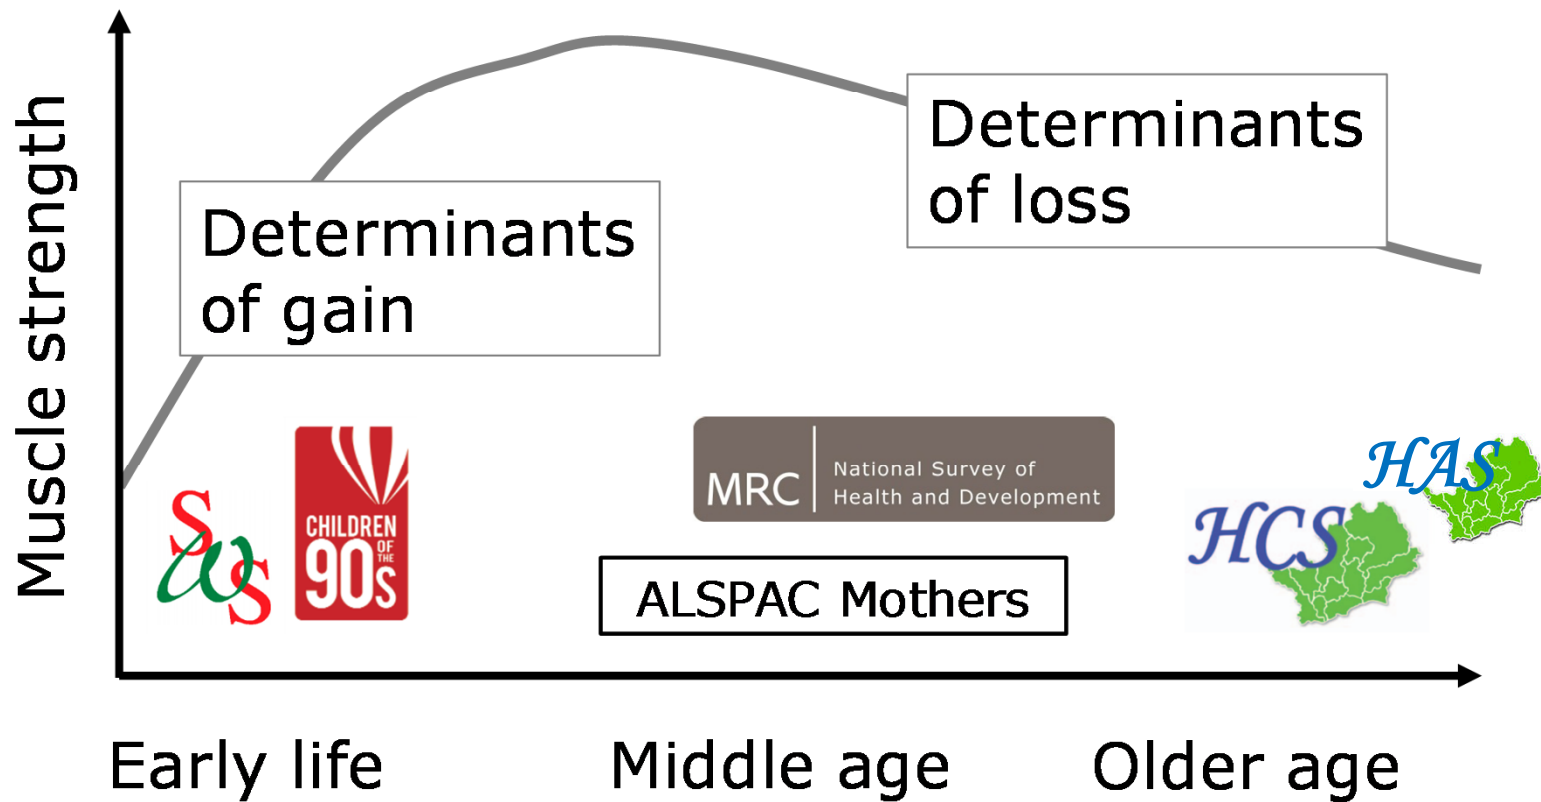 Muscle strength
Determinants
of gain
Determinants
of loss
SWS
CHILDREN
OF THE
90s
MRC
National Survey of
Health and Development
ALSPAC Mothers
HCS
HAS
Early life
Middle age
Older age